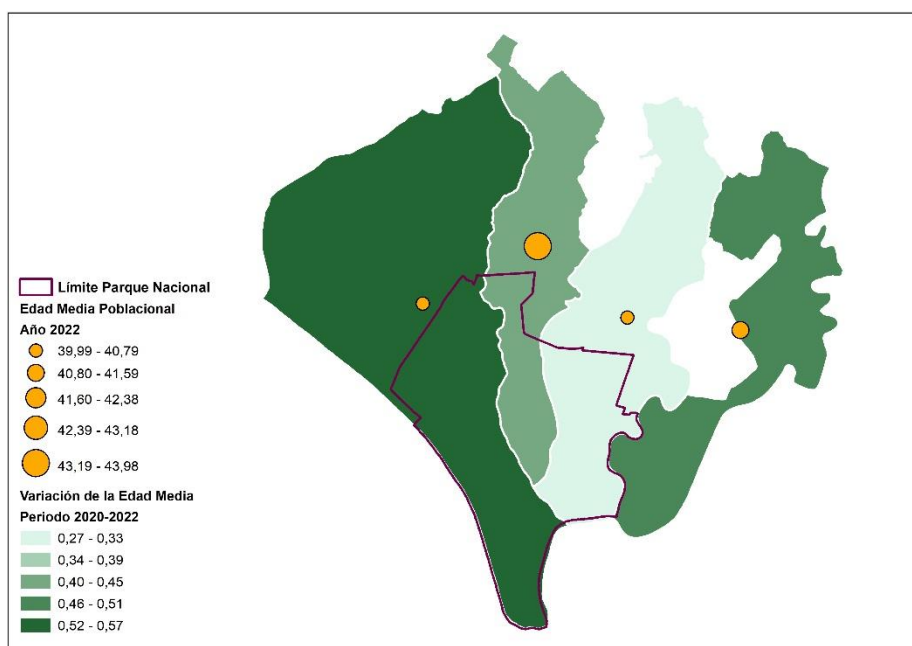 Límite Parque Nacional
Edad Media Poblacional
Año 2022
39,99 - 40,79
40,80 - 41,59
41,60 - 42,38
42,39 - 43,18
43,19 - 43,98
Variación de la Edad Media
Periodo 2020-2022
0,27 - 0,33
0,34 - 0,39
0,40 - 0,45
0,46 - 0,51
0,52 - 0,57